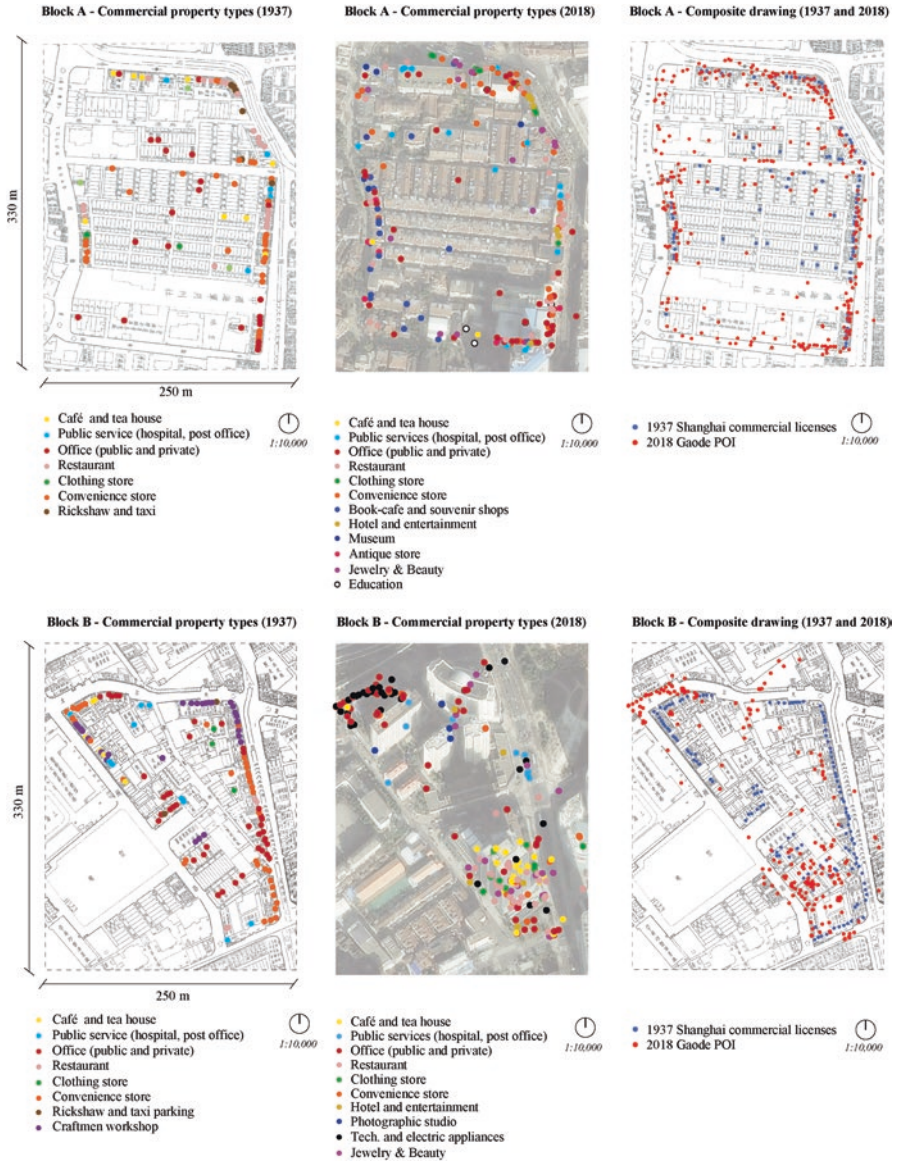 Block A - Commercial property types (1937)
Block A - Commercial property types (2018)
Block A - Composite drawing (1937 and 2018)
330 m
250 m
Café and tea house
Public service (hospital, post office)
Office (public and private)
Restaurant
Clothing store
Convenience store
Rickshaw and taxi
1:10,000
Café and tea house
Public services (hospital, post office)
Office (public and private)
Restaurant
Clothing store
Convenience store
Book-cafe and souvenir shops
Hotel and entertainment
Museum
Antique store
Jewelry & Beauty
Education
1:10,000
1937 Shanghai commercial licenses
2018 Gaode POI
1:10,000
Block B - Commercial property types (1937)
Block B - Commercial property types (2018)
Block B - Composite drawing (1937 and 2018)
330 m
250 m
Café and tea house
Public service (hospital, post office)
Office (public and private)
Restaurant
Clothing store
Convenience store
Rickshaw and taxi parking
Craftmen workshop
1:10,000
Café and tea house
Public services (hospital, post office)
Office (public and private)
Restaurant
Clothing store
Convenience store
Hotel and entertainment
Photographic studio
Tech. and electric appliances
Jewelry & Beauty
1:10,000
1937 Shanghai commercial licenses
2018 Gaode POI
1:10,000